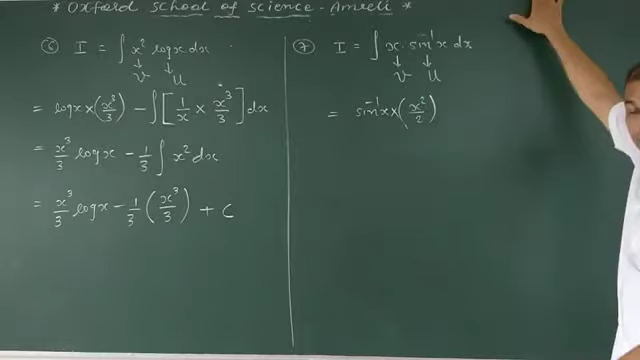 * Oxford School of Science - Amreli *
⑥ I = ∫ x² logx dx
↓ ↓
v u
= logx × (x³/3) - ∫ [1/x × x³/3] dx
= x³/3 logx - 1/3 ∫ x² dx
= x³/3 logx - 1/3 (x³/3) + c
⑦ I = ∫ x · sin⁻¹x dx
↓ ↓
v u
= sin⁻¹x × (x²/2)